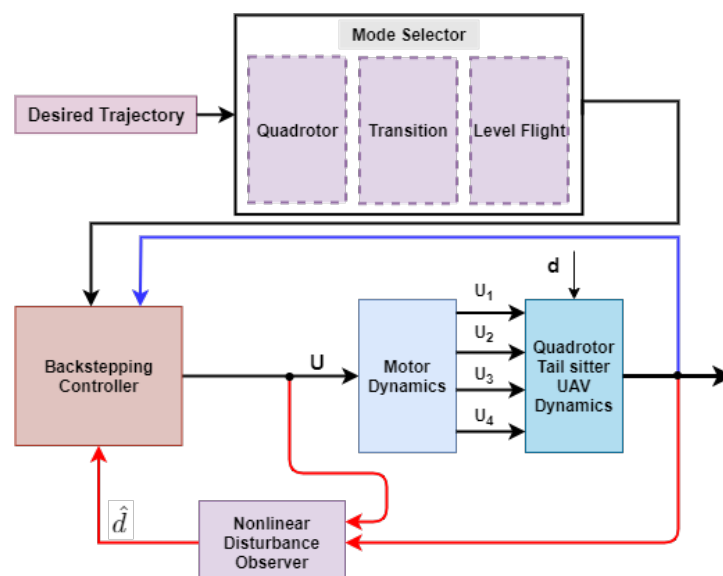 Mode Selector
Desired Trajectory
Quadrotor
Transition
Level Flight
d
U₁
U₂
U₃
U₄
U
Backstepping
Controller
Motor
Dynamics
Quadrotor
Tail sitter
UAV
Dynamics
d̂
Nonlinear
Disturbance
Observer